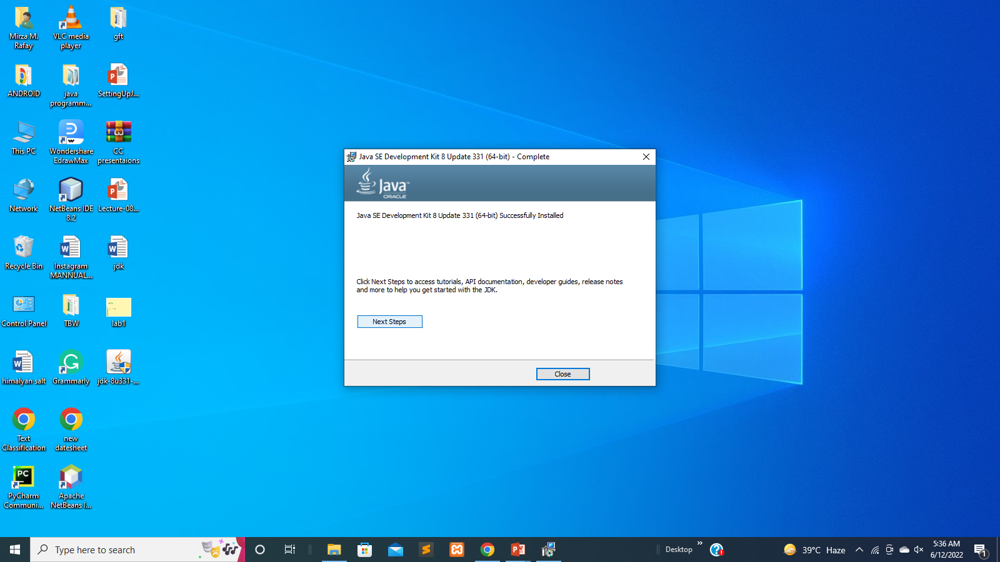 Mirza M.
Rafay
VLC media
player
gft
ANDROID
java
programm...
SettingUpJ...
This PC
Wondershare
EdrawMax
CC
presentaions
Network
NetBeans IDE
8.2
Lecture-08...
Recycle Bin
Instagram
MANNUAL...
jdk
Control Panel
TBW
lab1
himalyan salt
Grammarly
jdk-8u331-...
Text
Classification
new
datesheet
PC
PyCharm
Communi...
Apache
NetBeans I...
Java SE Development Kit 8 Update 331 (64-bit) - Complete
Java™
ORACLE
Java SE Development Kit 8 Update 331 (64-bit) Successfully Installed
Click Next Steps to access tutorials, API documentation, developer guides, release notes
and more to help you get started with the JDK.
Next Steps
Close
Type here to search
Desktop
39°C Haze
5:36 AM
6/12/2022
1